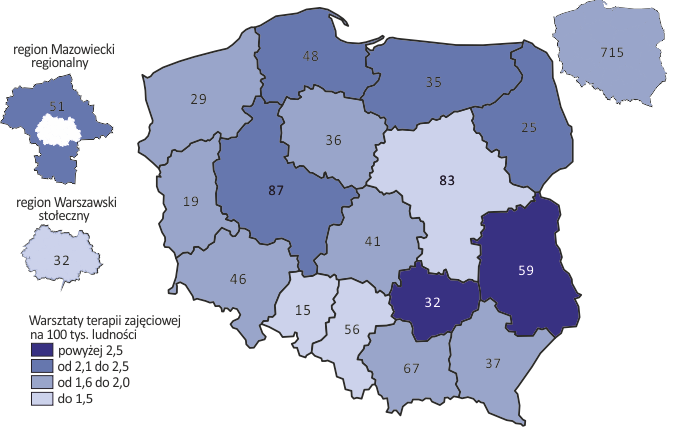 region Mazowiecki
regionalny
51
region Warszawski
stołeczny
32
715
48
35
29
25
36
87
83
19
41
59
46
15
32
56
67
37
Warsztaty terapii zajęciowej
na 100 tys. ludności
powyżej 2,5
od 2,1 do 2,5
od 1,6 do 2,0
do 1,5